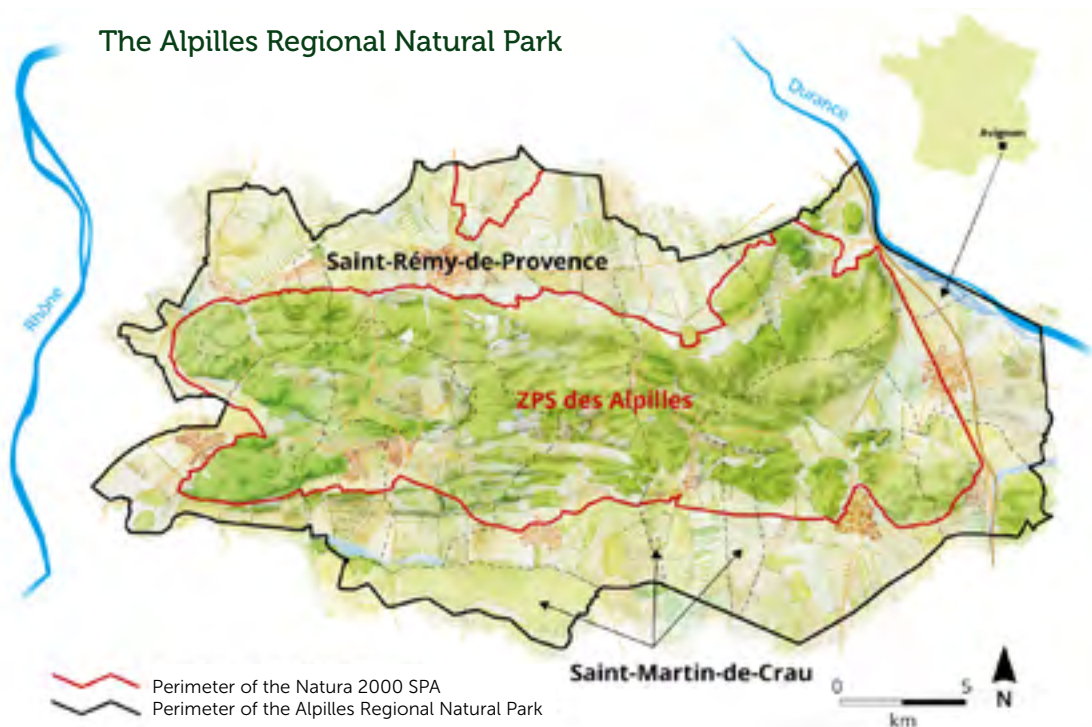 The Alpilles Regional Natural Park
Durance
Avignon
Rhône
Saint-Rémy-de-Provence
ZPS des Alpilles
Saint-Martin-de-Crau
Perimeter of the Natura 2000 SPA
Perimeter of the Alpilles Regional Natural Park
0 5
km
N